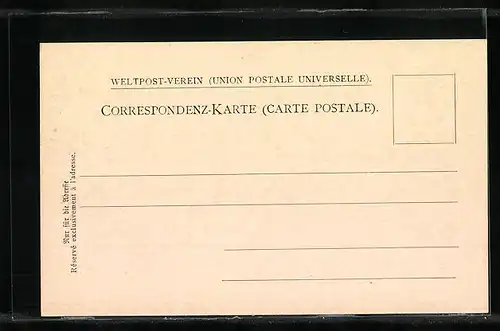 WELTPOST-VEREIN (UNION POSTALE UNIVERSELLE).
CORRESPONDENZ-KARTE (CARTE POSTALE).
Nur für die Adresse
Réservé exclusivement à l'adresse.